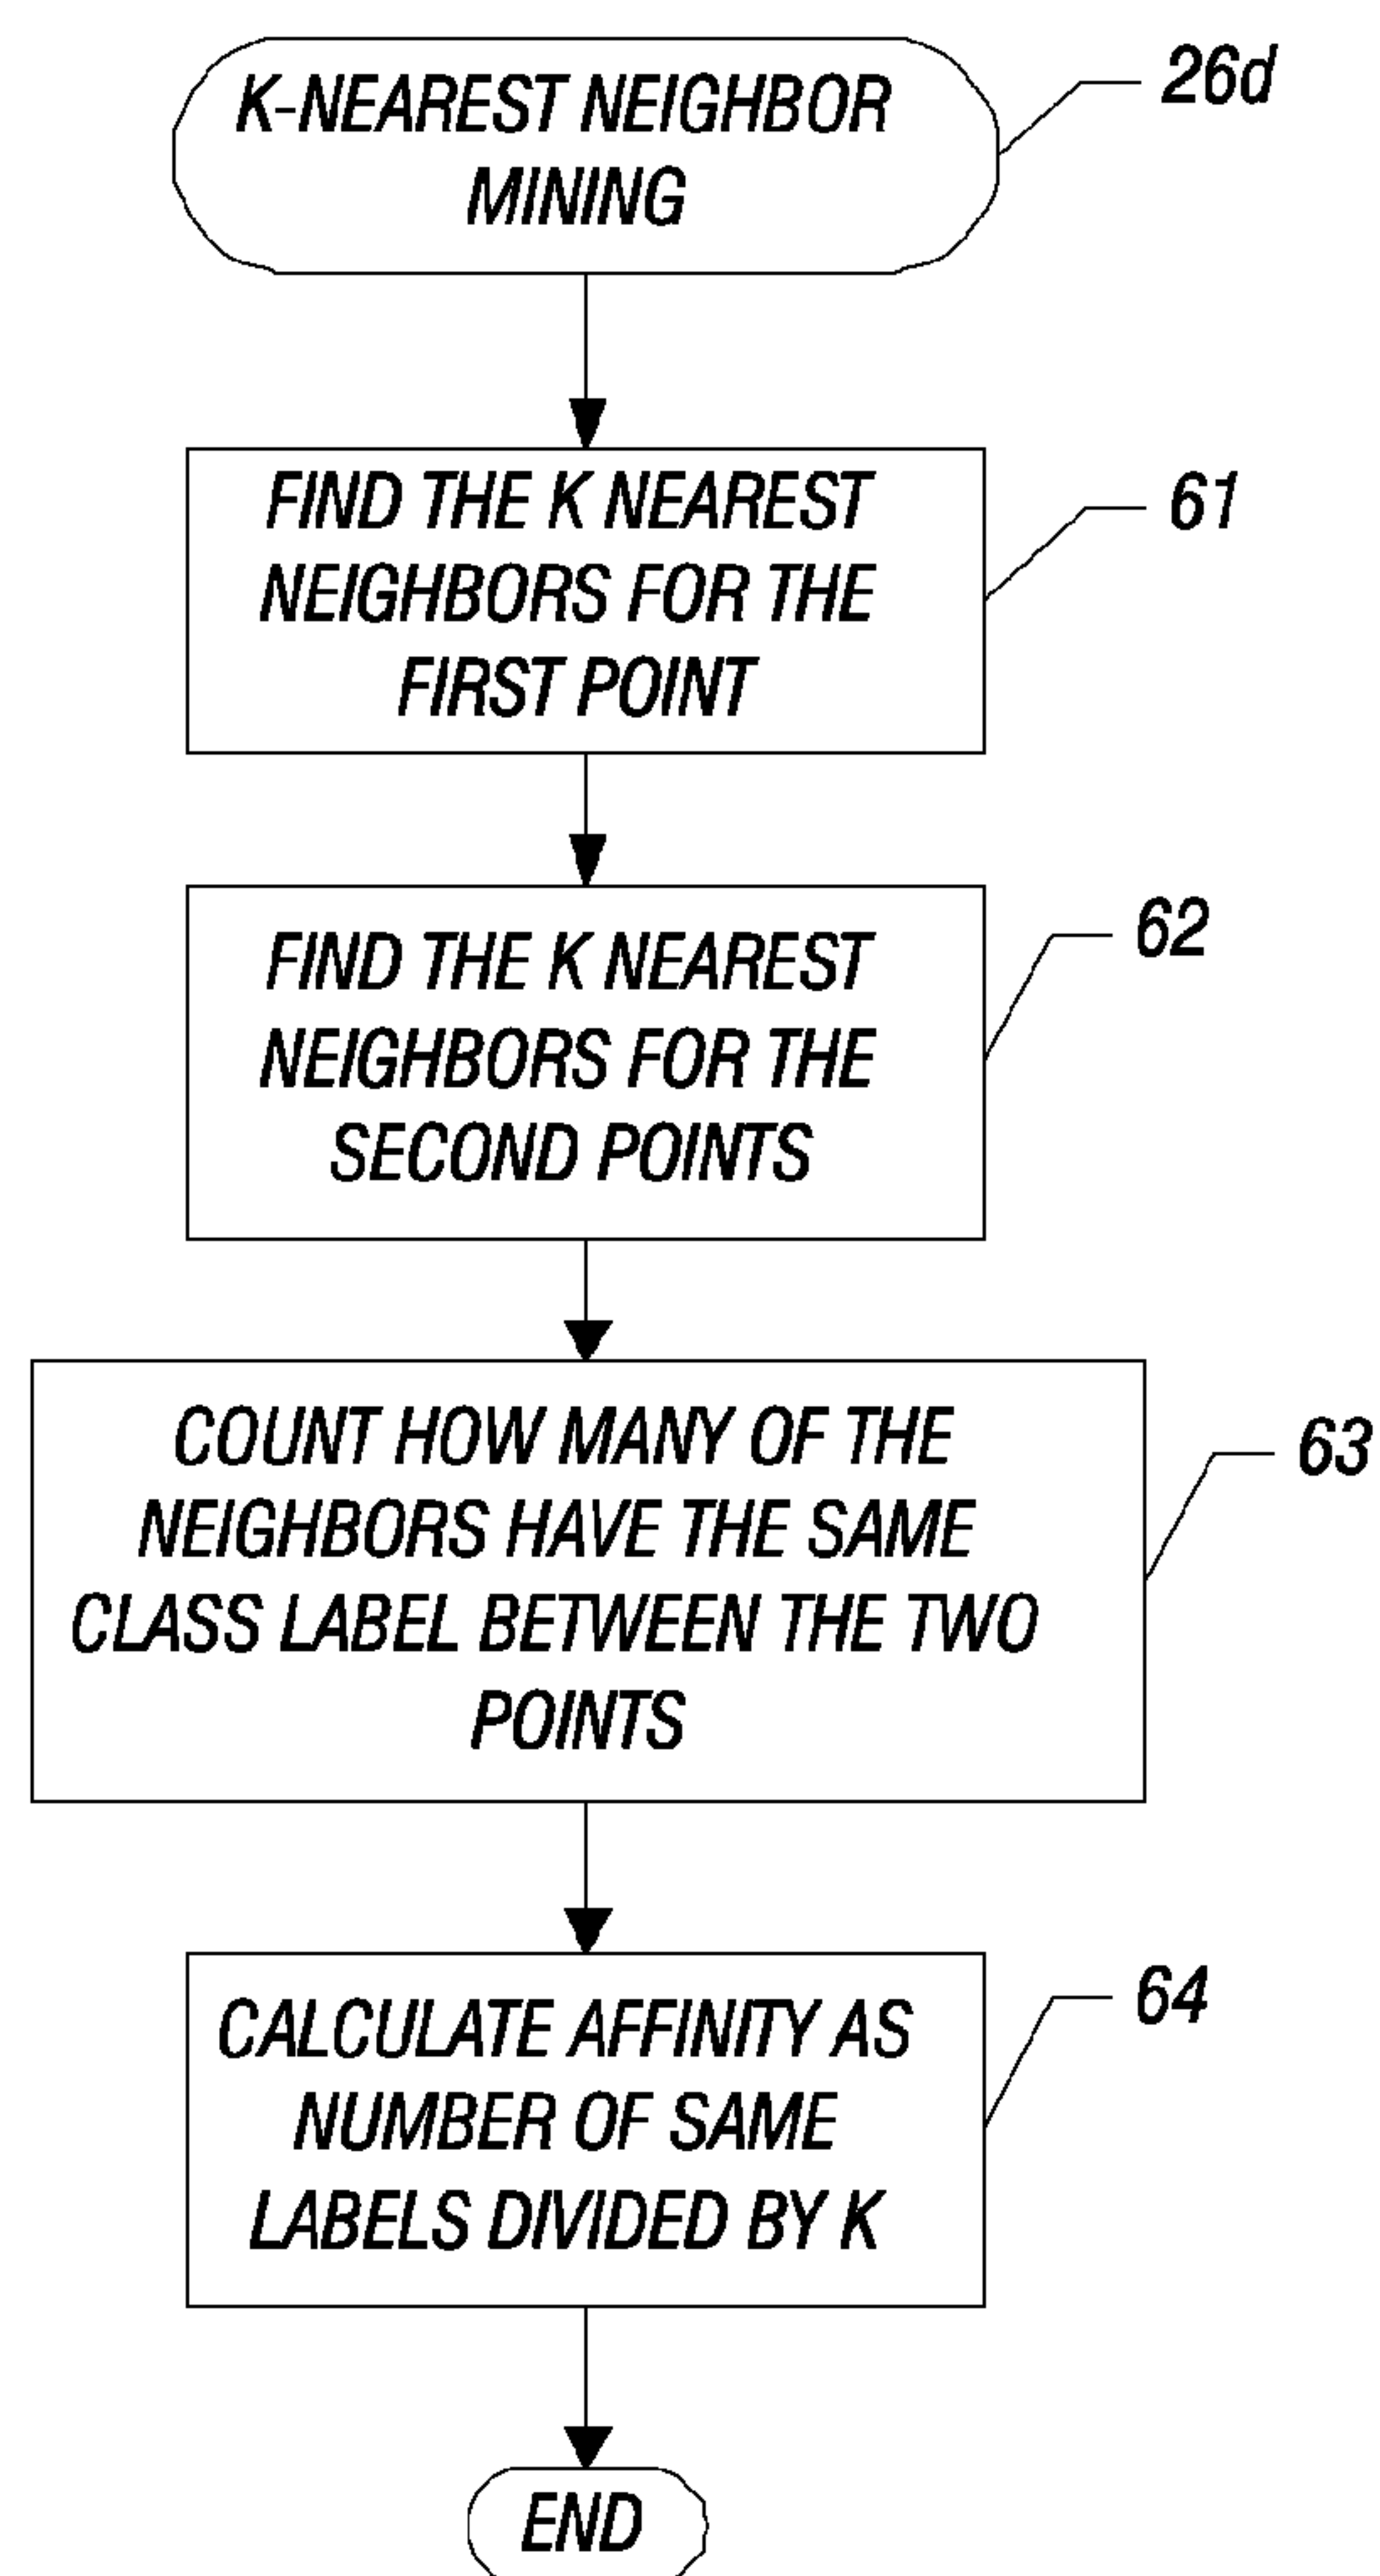 K-NEAREST NEIGHBOR
MINING
26d
FIND THE K NEAREST
NEIGHBORS FOR THE
FIRST POINT
61
FIND THE K NEAREST
NEIGHBORS FOR THE
SECOND POINTS
62
COUNT HOW MANY OF THE
NEIGHBORS HAVE THE SAME
CLASS LABEL BETWEEN THE TWO
POINTS
63
CALCULATE AFFINITY AS
NUMBER OF SAME
LABELS DIVIDED BY K
64
END